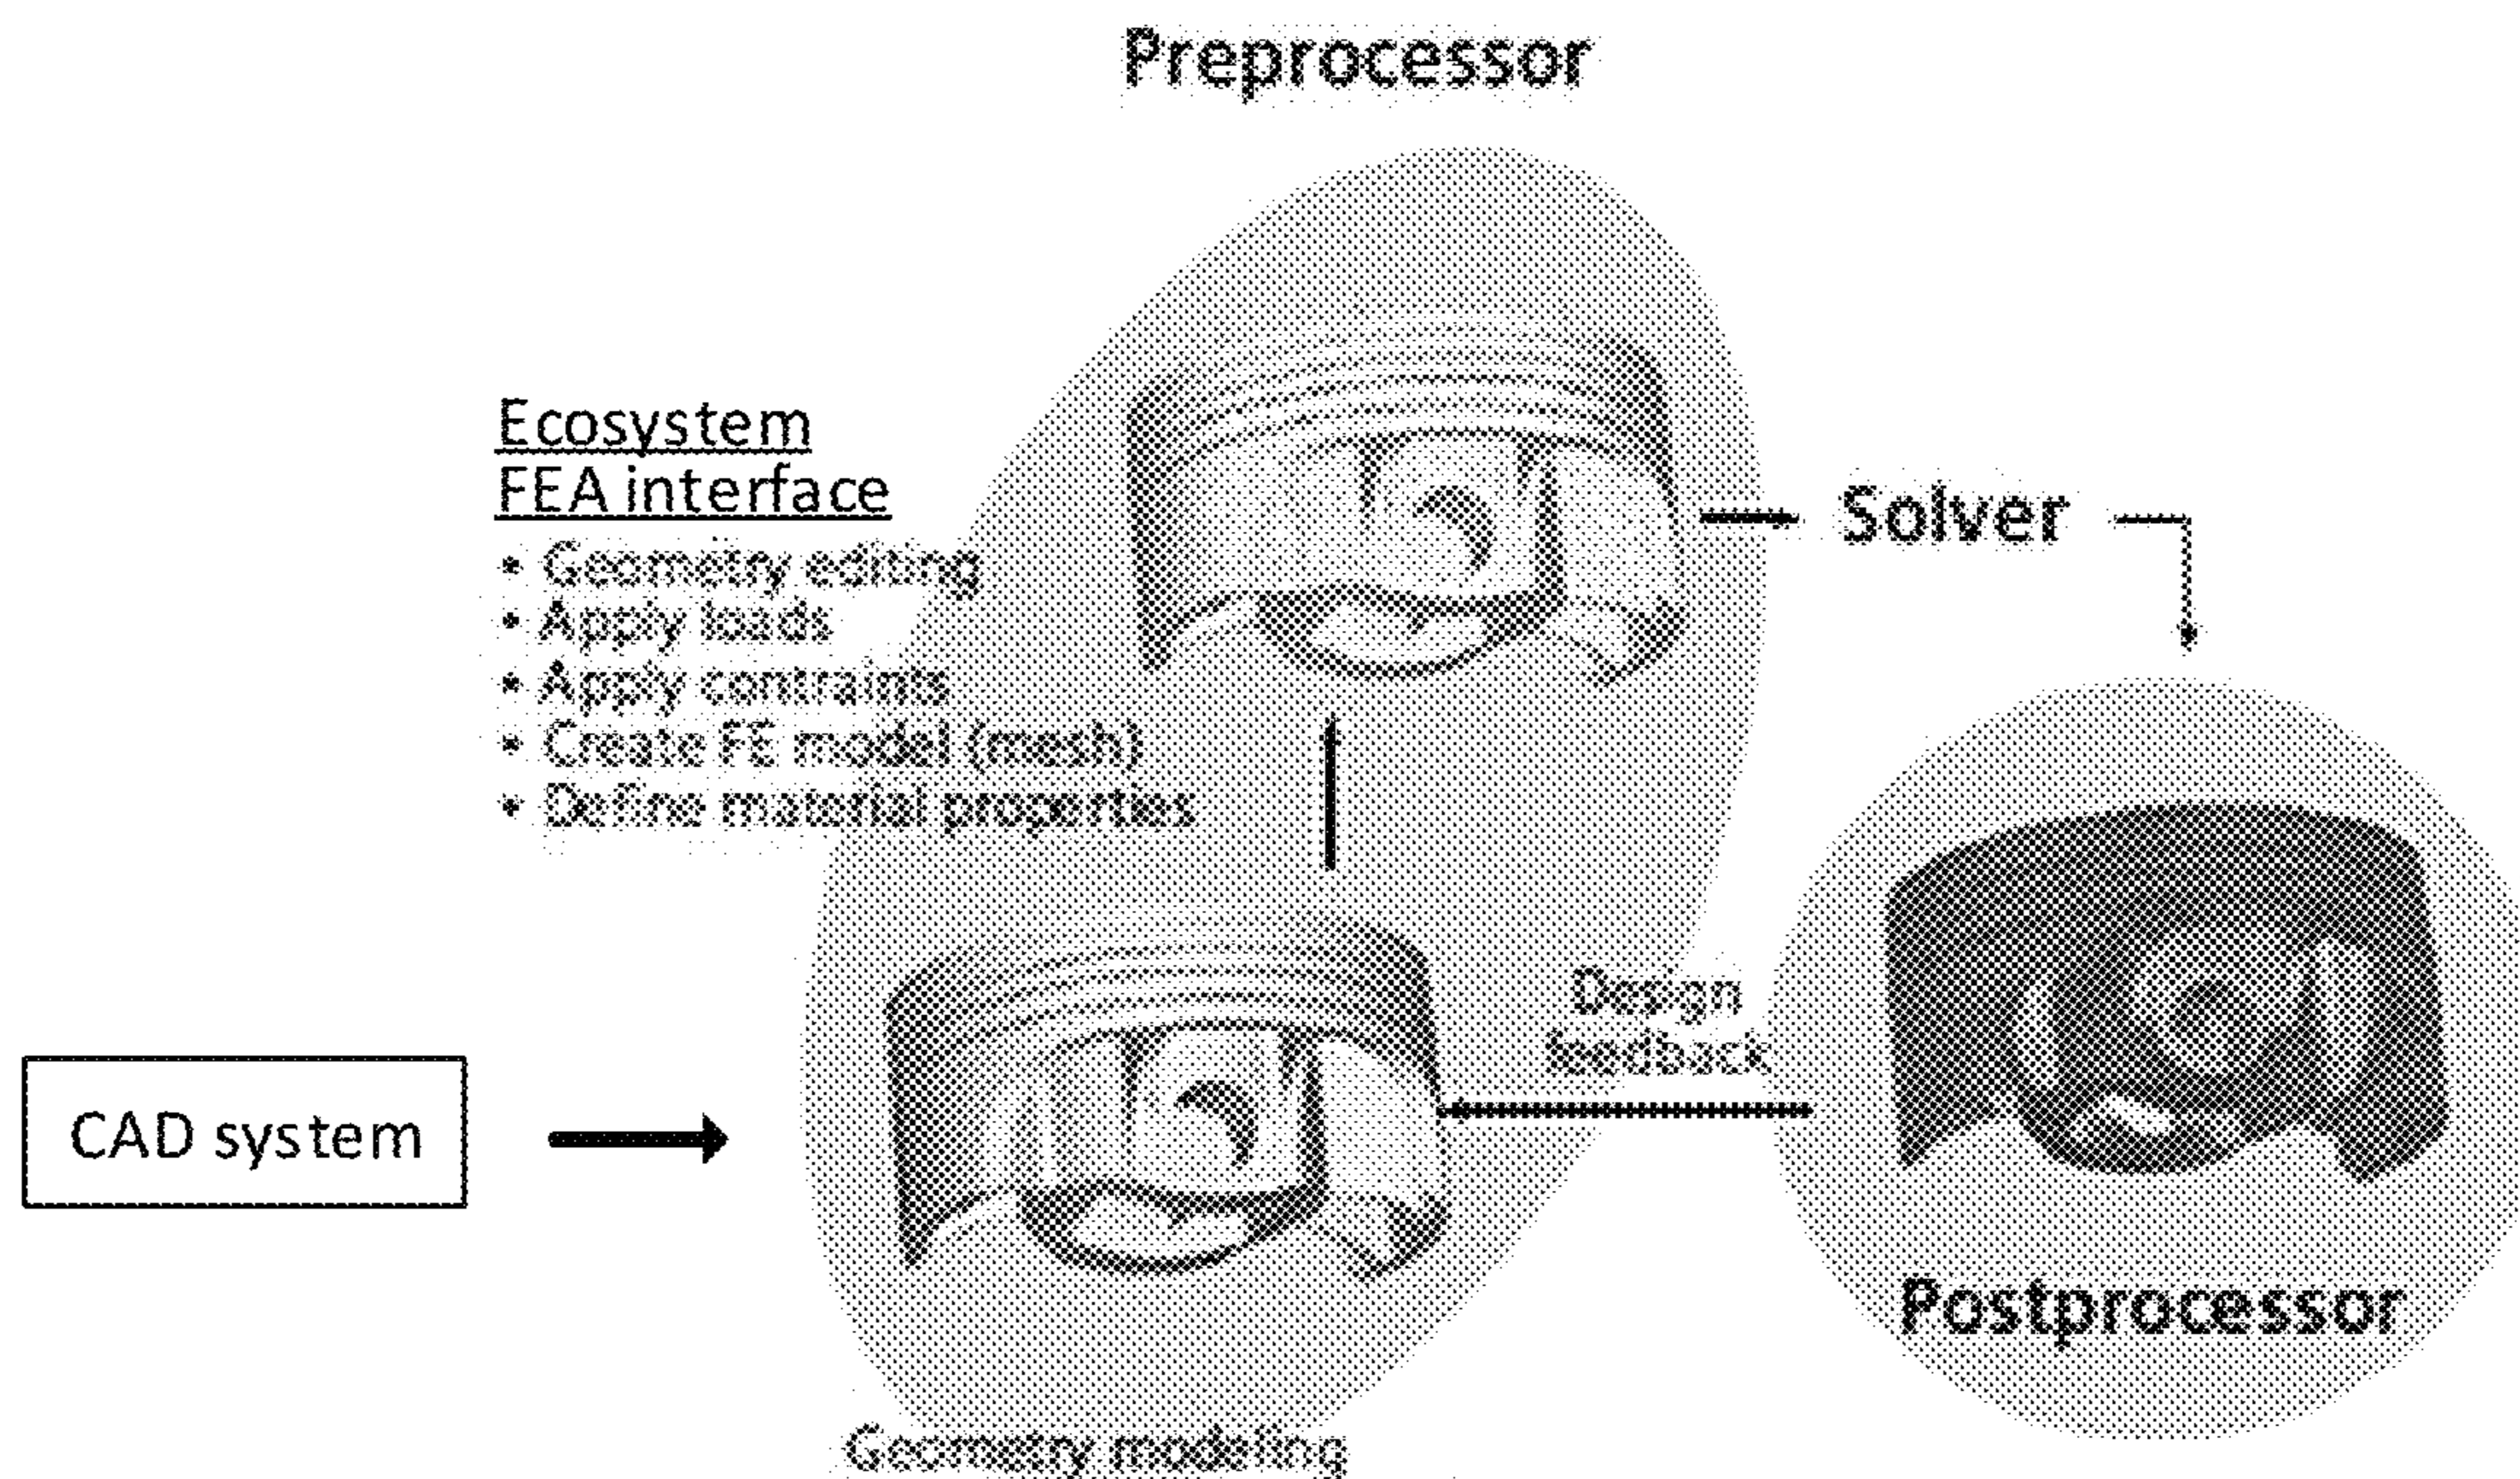 Preprocessor
Ecosystem
FEA interface
• Geometry editing
• Apply loads
• Apply contraints
• Create FE model (mesh)
• Define material properties
Solver
Design
feedback
CAD system
Postprocessor
Geometry modeling